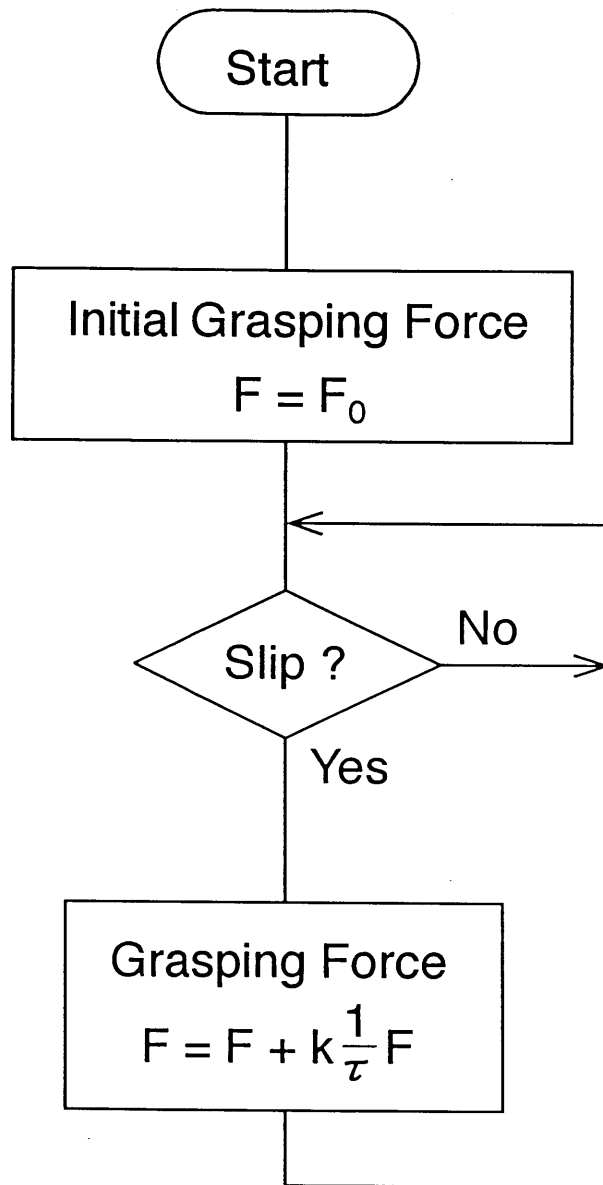 Start
Initial Grasping Force
F = F₀
Slip ?
No
Yes
Grasping Force
F = F + k 1/τ F